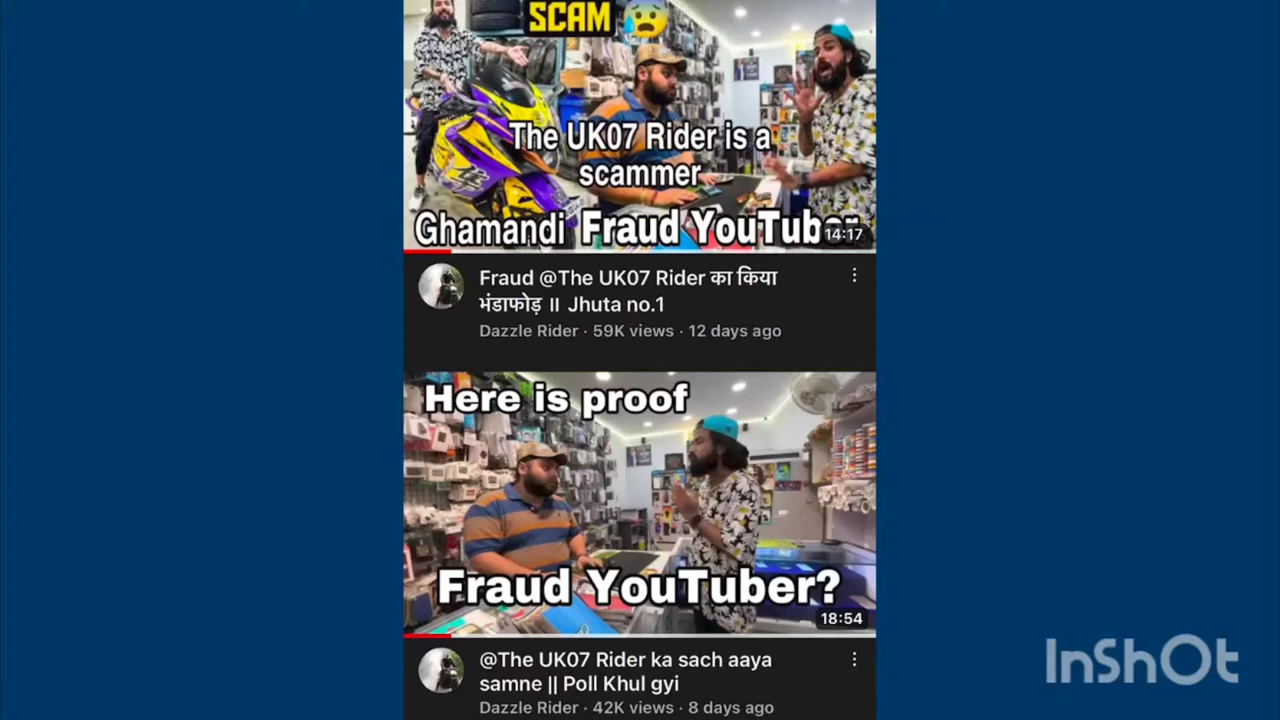 SCAM
The UK07 Rider is a
scammer
Ghamandi Fraud YouTuber
14:17
Fraud @The UK07 Rider का किया
भंडाफोड़ ॥ Jhuta no.1
Dazzle Rider · 59K views · 12 days ago
Here is proof
Fraud YouTuber?
18:54
@The UK07 Rider ka sach aaya
samne || Poll Khul gyi
Dazzle Rider · 42K views · 8 days ago
InShOt